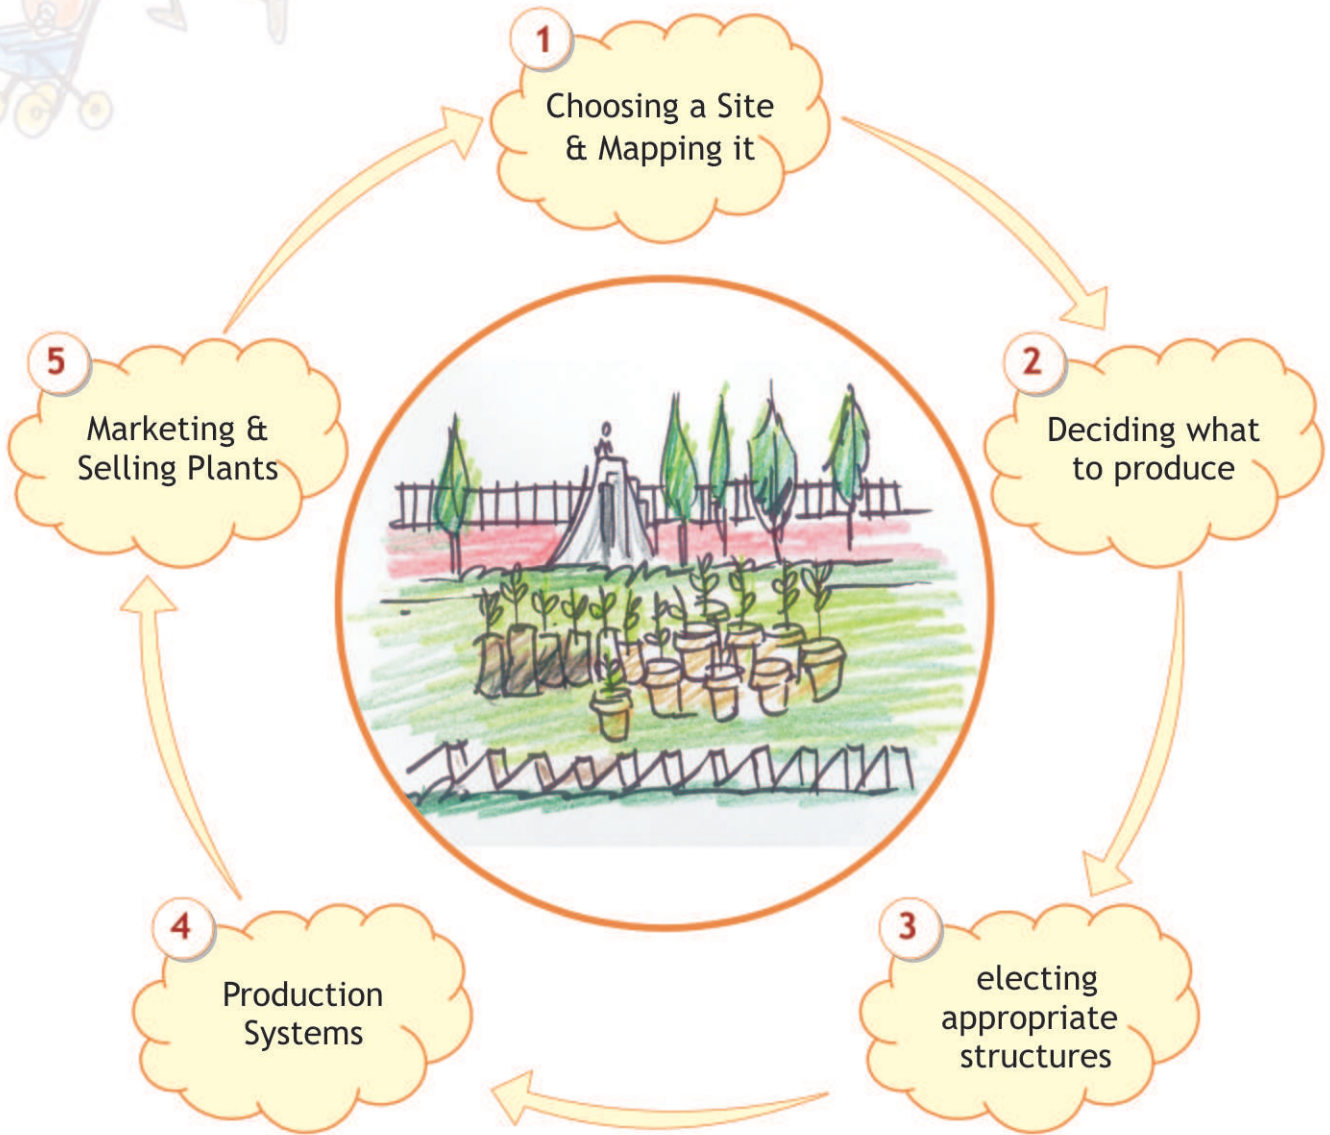 1
Choosing a Site
& Mapping it
2
Deciding what
to produce
3
electing
appropriate
structures
4
Production
Systems
5
Marketing &
Selling Plants